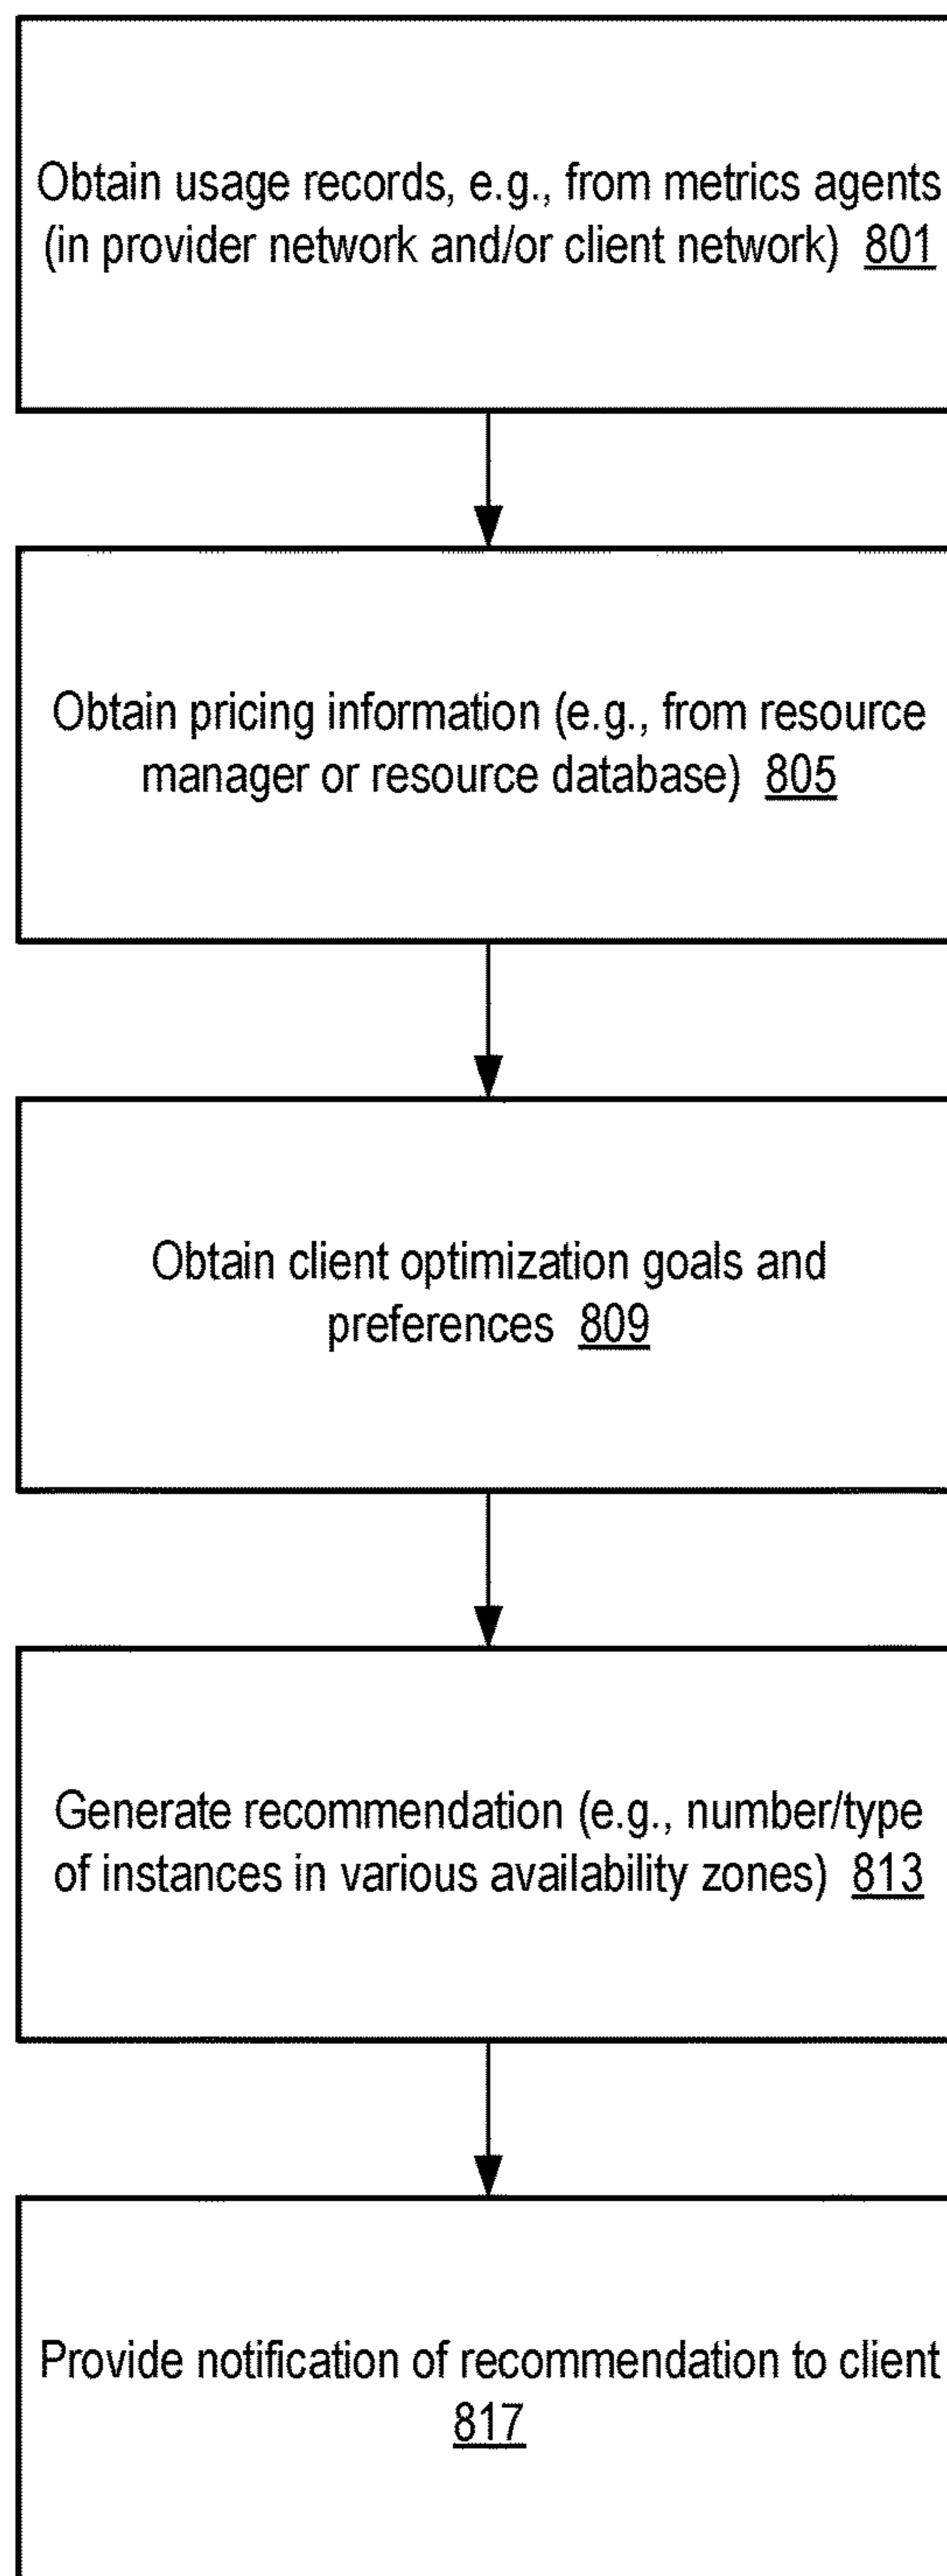 Obtain usage records, e.g., from metrics agents
(in provider network and/or client network) 801
Obtain pricing information (e.g., from resource
manager or resource database) 805
Obtain client optimization goals and
preferences 809
Generate recommendation (e.g., number/type
of instances in various availability zones) 813
Provide notification of recommendation to client
817